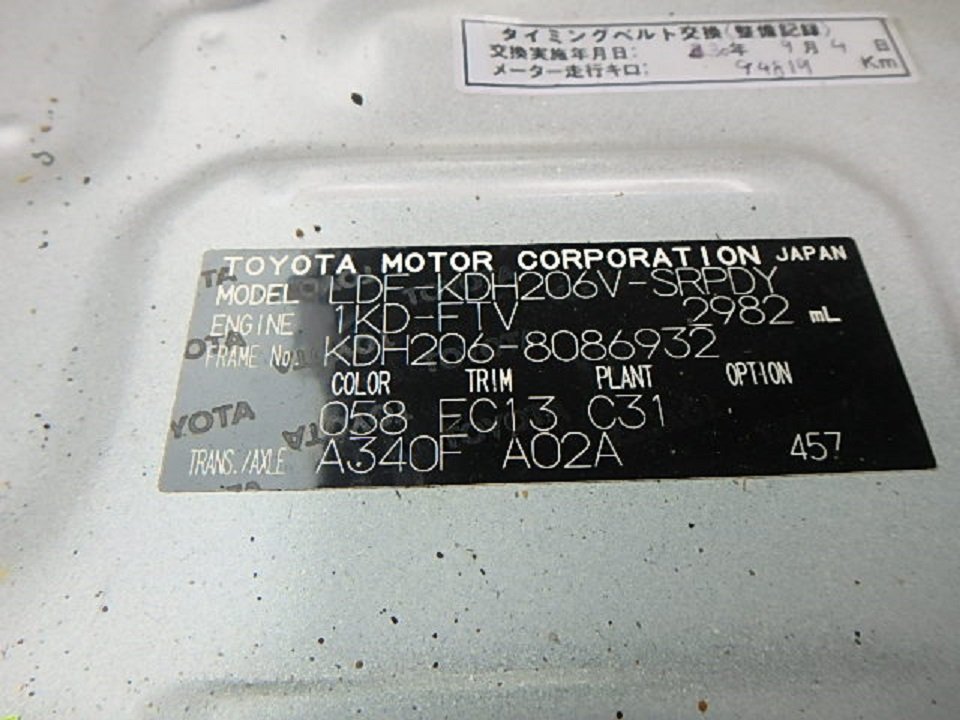 タイミングベルト交換(整備記録)
交換実施年月日: 30年 9月 4日
メーター走行キロ: 94819 Km
TOYOTA MOTOR CORPORATION JAPAN
MODEL LDF-KDH206V-SRPDY
ENGINE 1KD-FTV 2982 mL
FRAME No. KDH206-8086932
COLOR TRIM PLANT OPTION
058 FC13 C31
TRANS./AXLE A340F A02A 457